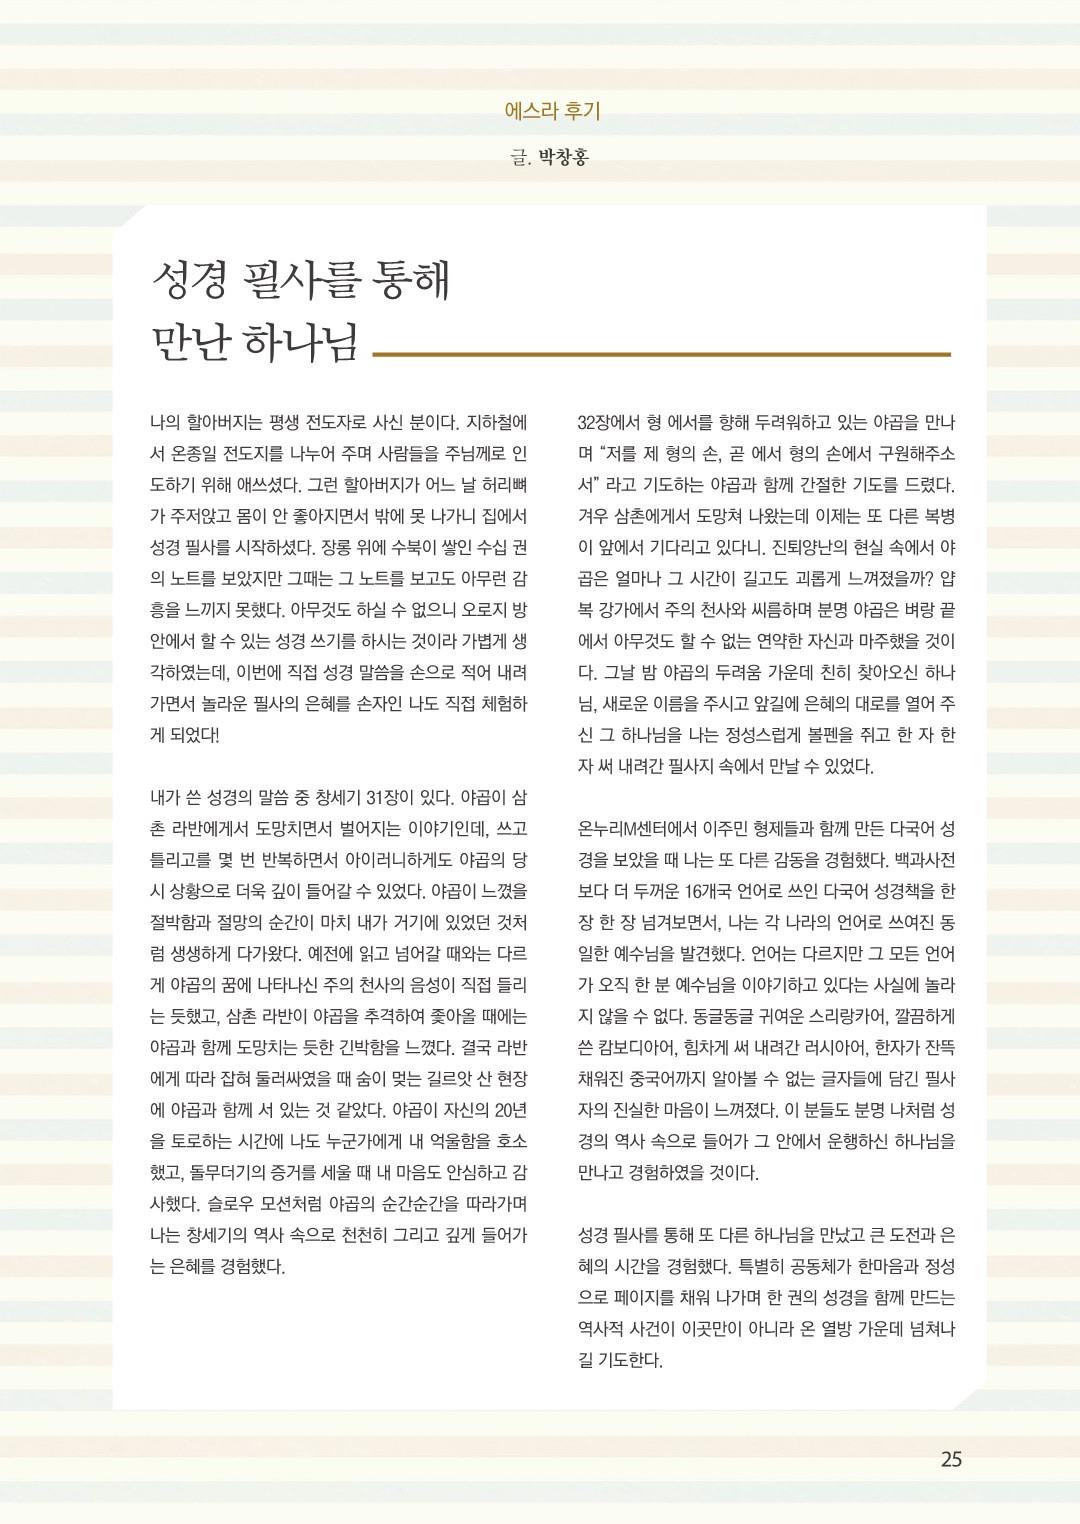 에스라 후기
글. 박창홍
성경 필사를 통해
만난 하나님
나의 할아버지는 평생 전도자로 사신 분이다. 지하철에
서 온종일 전도지를 나누어 주며 사람들을 주님께로 인
도하기 위해 애쓰셨다. 그런 할아버지가 어느 날 허리뼈
가 주저앉고 몸이 안 좋아지면서 밖에 못 나가니 집에서
성경 필사를 시작하셨다. 장롱 위에 수북이 쌓인 수십 권
의 노트를 보았지만 그때는 그 노트를 보고도 아무런 감
흥을 느끼지 못했다. 아무것도 하실 수 없으니 오로지 방
안에서 할 수 있는 성경 쓰기를 하시는 것이라 가볍게 생
각하였는데, 이번에 직접 성경 말씀을 손으로 적어 내려
가면서 놀라운 필사의 은혜를 손자인 나도 직접 체험하
게 되었다!
내가 쓴 성경의 말씀 중 창세기 31장이 있다. 야곱이 삼
촌 라반에게서 도망치면서 벌어지는 이야기인데, 쓰고
틀리고를 몇 번 반복하면서 아이러니하게도 야곱의 당
시 상황으로 더욱 깊이 들어갈 수 있었다. 야곱이 느꼈을
절박함과 절망의 순간이 마치 내가 거기에 있었던 것처
럼 생생하게 다가왔다. 예전에 읽고 넘어갈 때와는 다르
게 야곱의 꿈에 나타나신 주의 천사의 음성이 직접 들리
는 듯했고, 삼촌 라반이 야곱을 추격하여 좇아올 때에는
야곱과 함께 도망치는 듯한 긴박함을 느꼈다. 결국 라반
에게 따라 잡혀 둘러싸였을 때 숨이 멎는 길르앗 산 현장
에 야곱과 함께 서 있는 것 같았다. 야곱이 자신의 20년
을 토로하는 시간에 나도 누군가에게 내 억울함을 호소
했고, 돌무더기의 증거를 세울 때 내 마음도 안심하고 감
사했다. 슬로우 모션처럼 야곱의 순간순간을 따라가며
나는 창세기의 역사 속으로 천천히 그리고 깊게 들어가
는 은혜를 경험했다.
32장에서 형 에서를 향해 두려워하고 있는 야곱을 만나
며 “저를 제 형의 손, 곧 에서 형의 손에서 구원해주소
서” 라고 기도하는 야곱과 함께 간절한 기도를 드렸다.
겨우 삼촌에게서 도망쳐 나왔는데 이제는 또 다른 복병
이 앞에서 기다리고 있다니. 진퇴양난의 현실 속에서 야
곱은 얼마나 그 시간이 길고도 괴롭게 느껴졌을까? 얍
복 강가에서 주의 천사와 씨름하며 분명 야곱은 벼랑 끝
에서 아무것도 할 수 없는 연약한 자신과 마주했을 것이
다. 그날 밤 야곱의 두려움 가운데 친히 찾아오신 하나
님, 새로운 이름을 주시고 앞길에 은혜의 대로를 열어 주
신 그 하나님을 나는 정성스럽게 볼펜을 쥐고 한 자 한
자 써 내려간 필사지 속에서 만날 수 있었다.
온누리M센터에서 이주민 형제들과 함께 만든 다국어 성
경을 보았을 때 나는 또 다른 감동을 경험했다. 백과사전
보다 더 두꺼운 16개국 언어로 쓰인 다국어 성경책을 한
장 한 장 넘겨보면서, 나는 각 나라의 언어로 쓰여진 동
일한 예수님을 발견했다. 언어는 다르지만 그 모든 언어
가 오직 한 분 예수님을 이야기하고 있다는 사실에 놀라
지 않을 수 없다. 동글동글 귀여운 스리랑카어, 깔끔하게
쓴 캄보디아어, 힘차게 써 내려간 러시아어, 한자가 잔뜩
채워진 중국어까지 알아볼 수 없는 글자들에 담긴 필사
자의 진실한 마음이 느껴졌다. 이 분들도 분명 나처럼 성
경의 역사 속으로 들어가 그 안에서 운행하신 하나님을
만나고 경험하였을 것이다.
성경 필사를 통해 또 다른 하나님을 만났고 큰 도전과 은
혜의 시간을 경험했다. 특별히 공동체가 한마음과 정성
으로 페이지를 채워 나가며 한 권의 성경을 함께 만드는
역사적 사건이 이곳만이 아니라 온 열방 가운데 넘쳐나
길 기도한다.
25